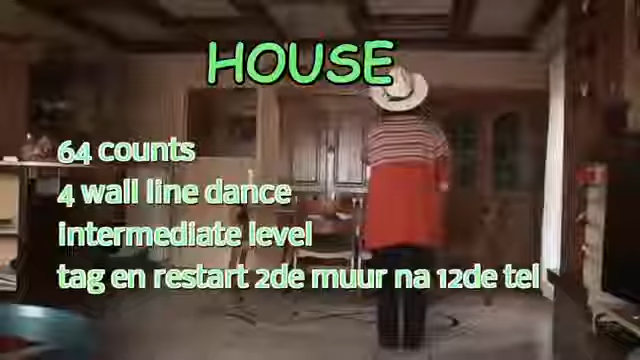 HOUSE
64 counts
4 wall line dance
intermediate level
tag en restart 2de muur na 12de tel